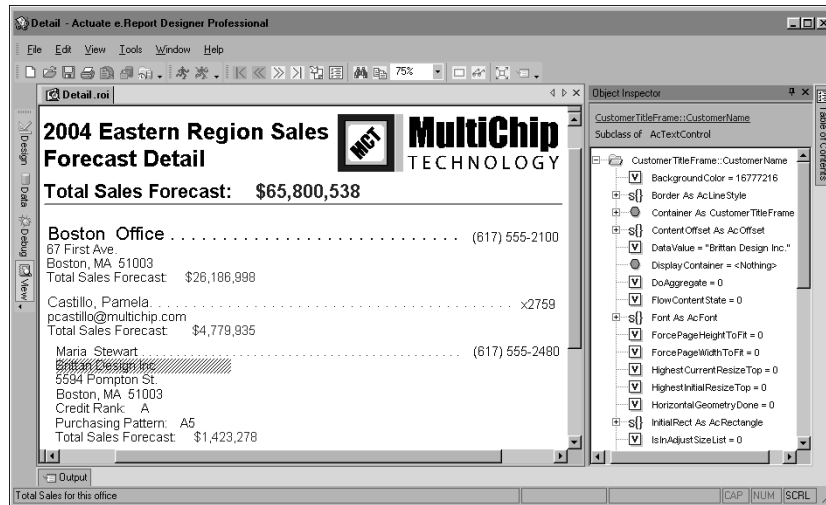 Detail - Actuate e.Report Designer Professional
File Edit View Tools Window Help
75%
Detail.roi
Design
Data
Debug
View
2004 Eastern Region Sales
Forecast Detail
MCT
MultiChip
TECHNOLOGY
Total Sales Forecast: $65,800,538
Boston Office . . . . . . . . . . . . . . . . . . . . . . . . . . . . (617) 555-2100
67 First Ave.
Boston, MA 51003
Total Sales Forecast: $26,186,998
Castillo, Pamela. . . . . . . . . . . . . . . . . . . . . . . . . . . . . . . . . x2759
pcastillo@multichip.com
Total Sales Forecast: $4,779,935
Maria Stewart . . . . . . . . . . . . . . . . . . . . . . . . . . . . (617) 555-2480
Brittan Design Inc.
5594 Pompton St.
Boston, MA 51003
Credit Rank: A
Purchasing Pattern: A5
Total Sales Forecast: $1,423,278
Object Inspector
CustomerTitleFrame::CustomerName
Subclass of AcTextControl
CustomerTitleFrame::CustomerName
V BackgroundColor = 16777216
S{} Border As AcLineStyle
Container As CustomerTitleFrame
S{} ContentOffset As AcOffset
V DataValue = "Brittan Design Inc."
DisplayContainer = <Nothing>
V DoAggregate = 0
V FlowContentState = 0
S{} Font As AcFont
V ForcePageHeightToFit = 0
V ForcePageWidthToFit = 0
V HighestCurrentResizeTop = 0
V HighestInitialResizeTop = 0
V HorizontalGeometryDone = 0
S{} InitialRect As AcRectangle
V IsInAdjustSizeList = 0
Table of Contents
Output
Total Sales for this office
CAP NUM SCRL